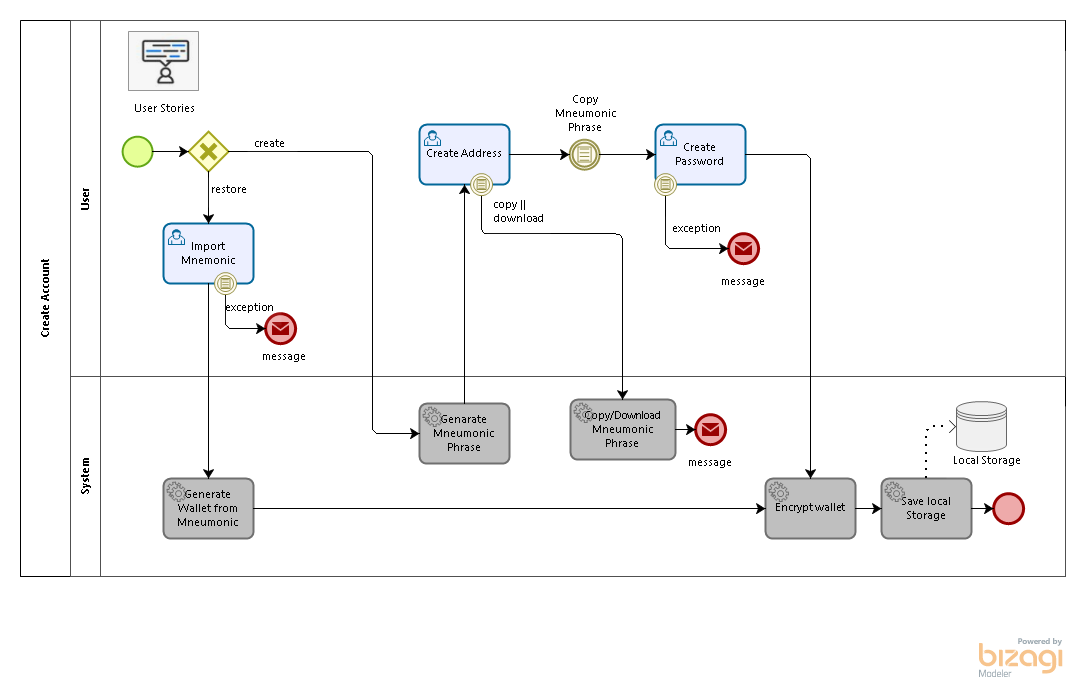 Create Account
User
System
User Stories
create
restore
Import
Mnemonic
exception
message
Create Address
copy ||
download
Copy
Mneumonic
Phrase
Create
Password
exception
message
Genarate
Mneumonic
Phrase
Copy/Download
Mneumonic
Phrase
message
Generate
Wallet from
Mneumonic
Encrypt wallet
Save local
Storage
Local Storage
Powered by
bizagi
Modeler